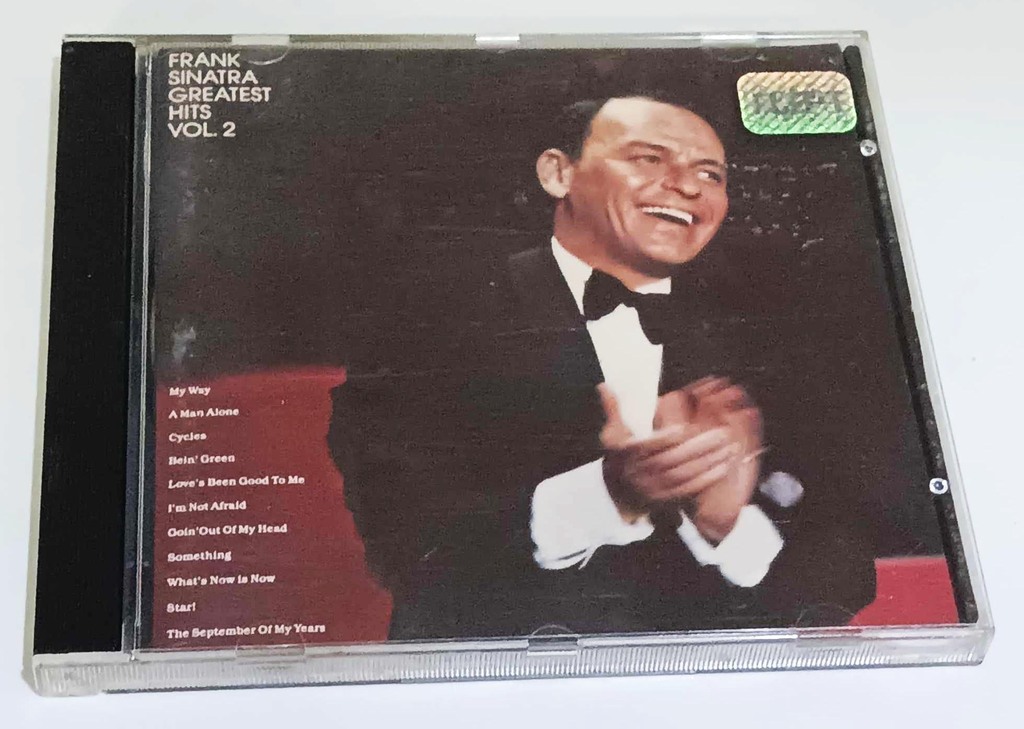 FRANK
SINATRA
GREATEST
HITS
VOL. 2
My Way
A Man Alone
Cycles
Bein' Green
Love's Been Good To Me
I'm Not Afraid
Goin'Out Of My Head
Something
What's Now is Now
Star!
The September Of My Years